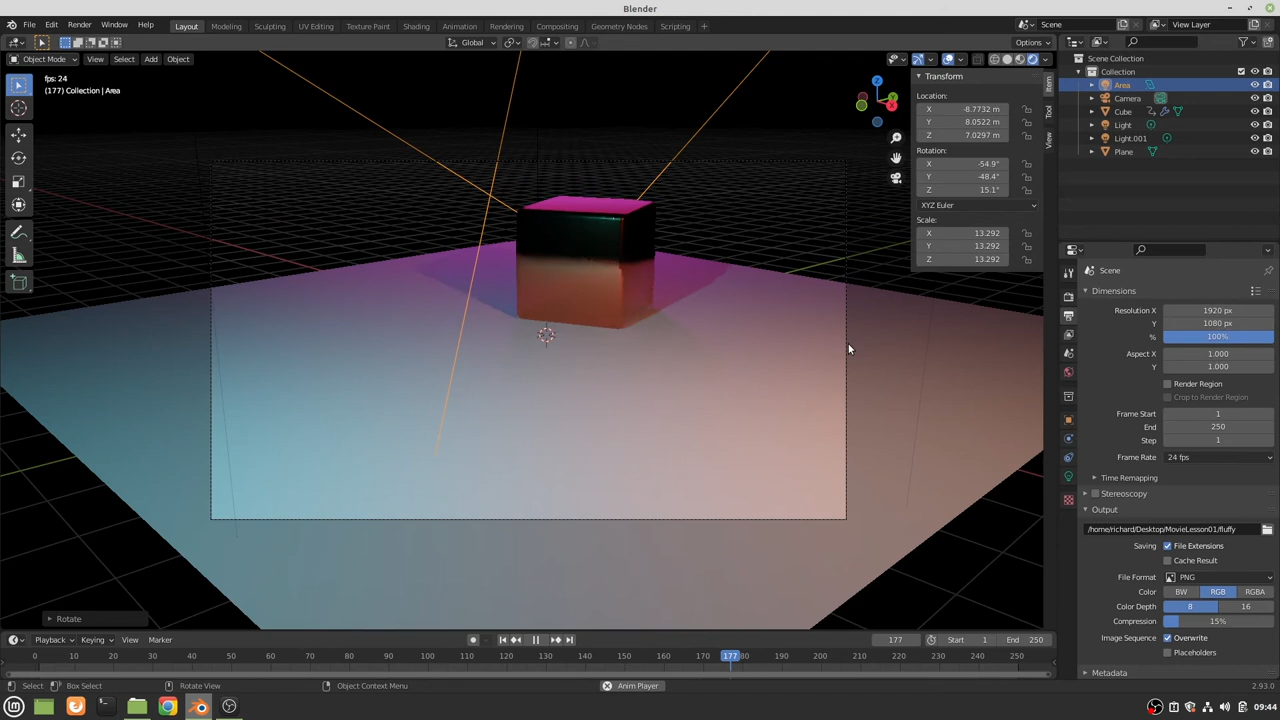 Blender
File Edit Render Window Help
Layout Modeling Sculpting UV Editing Texture Paint Shading Animation Rendering Compositing Geometry Nodes Scripting +
Scene View Layer
Global Options
Object Mode View Select Add Object
fps: 24
(177) Collection | Area
Z
Y
X
Transform
Location:
X -8.7732 m
Y 8.0522 m
Z 7.0297 m
Rotation:
X -54.9°
Y -48.4°
Z 15.1°
XYZ Euler
Scale:
X 13.292
Y 13.292
Z 13.292
Item
Tool
View
Scene Collection
Collection
Area
Camera
Cube
Light
Light.001
Plane
Scene
Dimensions
Resolution X 1920 px
Y 1080 px
% 100%
Aspect X 1.000
Y 1.000
Render Region
Crop to Render Region
Frame Start 1
End 250
Step 1
Frame Rate 24 fps
Time Remapping
Stereoscopy
Output
/home/richard/Desktop/MovieLesson01/fluffy
Saving File Extensions
Cache Result
File Format PNG
Color BW RGB RGBA
Color Depth 8 16
Compression 15%
Image Sequence Overwrite
Placeholders
Metadata
Rotate
Playback Keying View Marker 177 Start 1 End 250
0 10 20 30 40 50 60 70 80 90 100 110 120 130 140 150 160 170 177 80 190 200 210 220 230 240 250
Select Box Select Rotate View Object Context Menu Anim Player 2.93.0
09:44